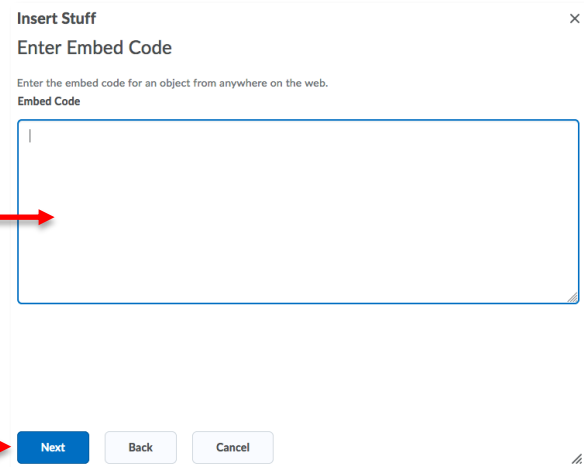 Insert Stuff
Enter Embed Code
Enter the embed code for an object from anywhere on the web.
Embed Code
Next Back Cancel